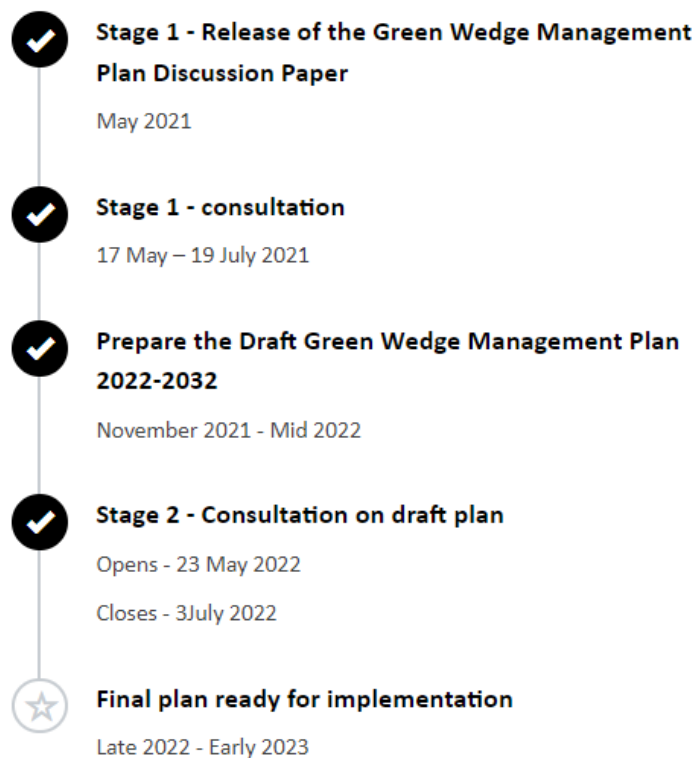 Stage 1 - Release of the Green Wedge Management
Plan Discussion Paper
May 2021
Stage 1 - consultation
17 May – 19 July 2021
Prepare the Draft Green Wedge Management Plan
2022-2032
November 2021 - Mid 2022
Stage 2 - Consultation on draft plan
Opens - 23 May 2022
Closes - 3July 2022
Final plan ready for implementation
Late 2022 - Early 2023